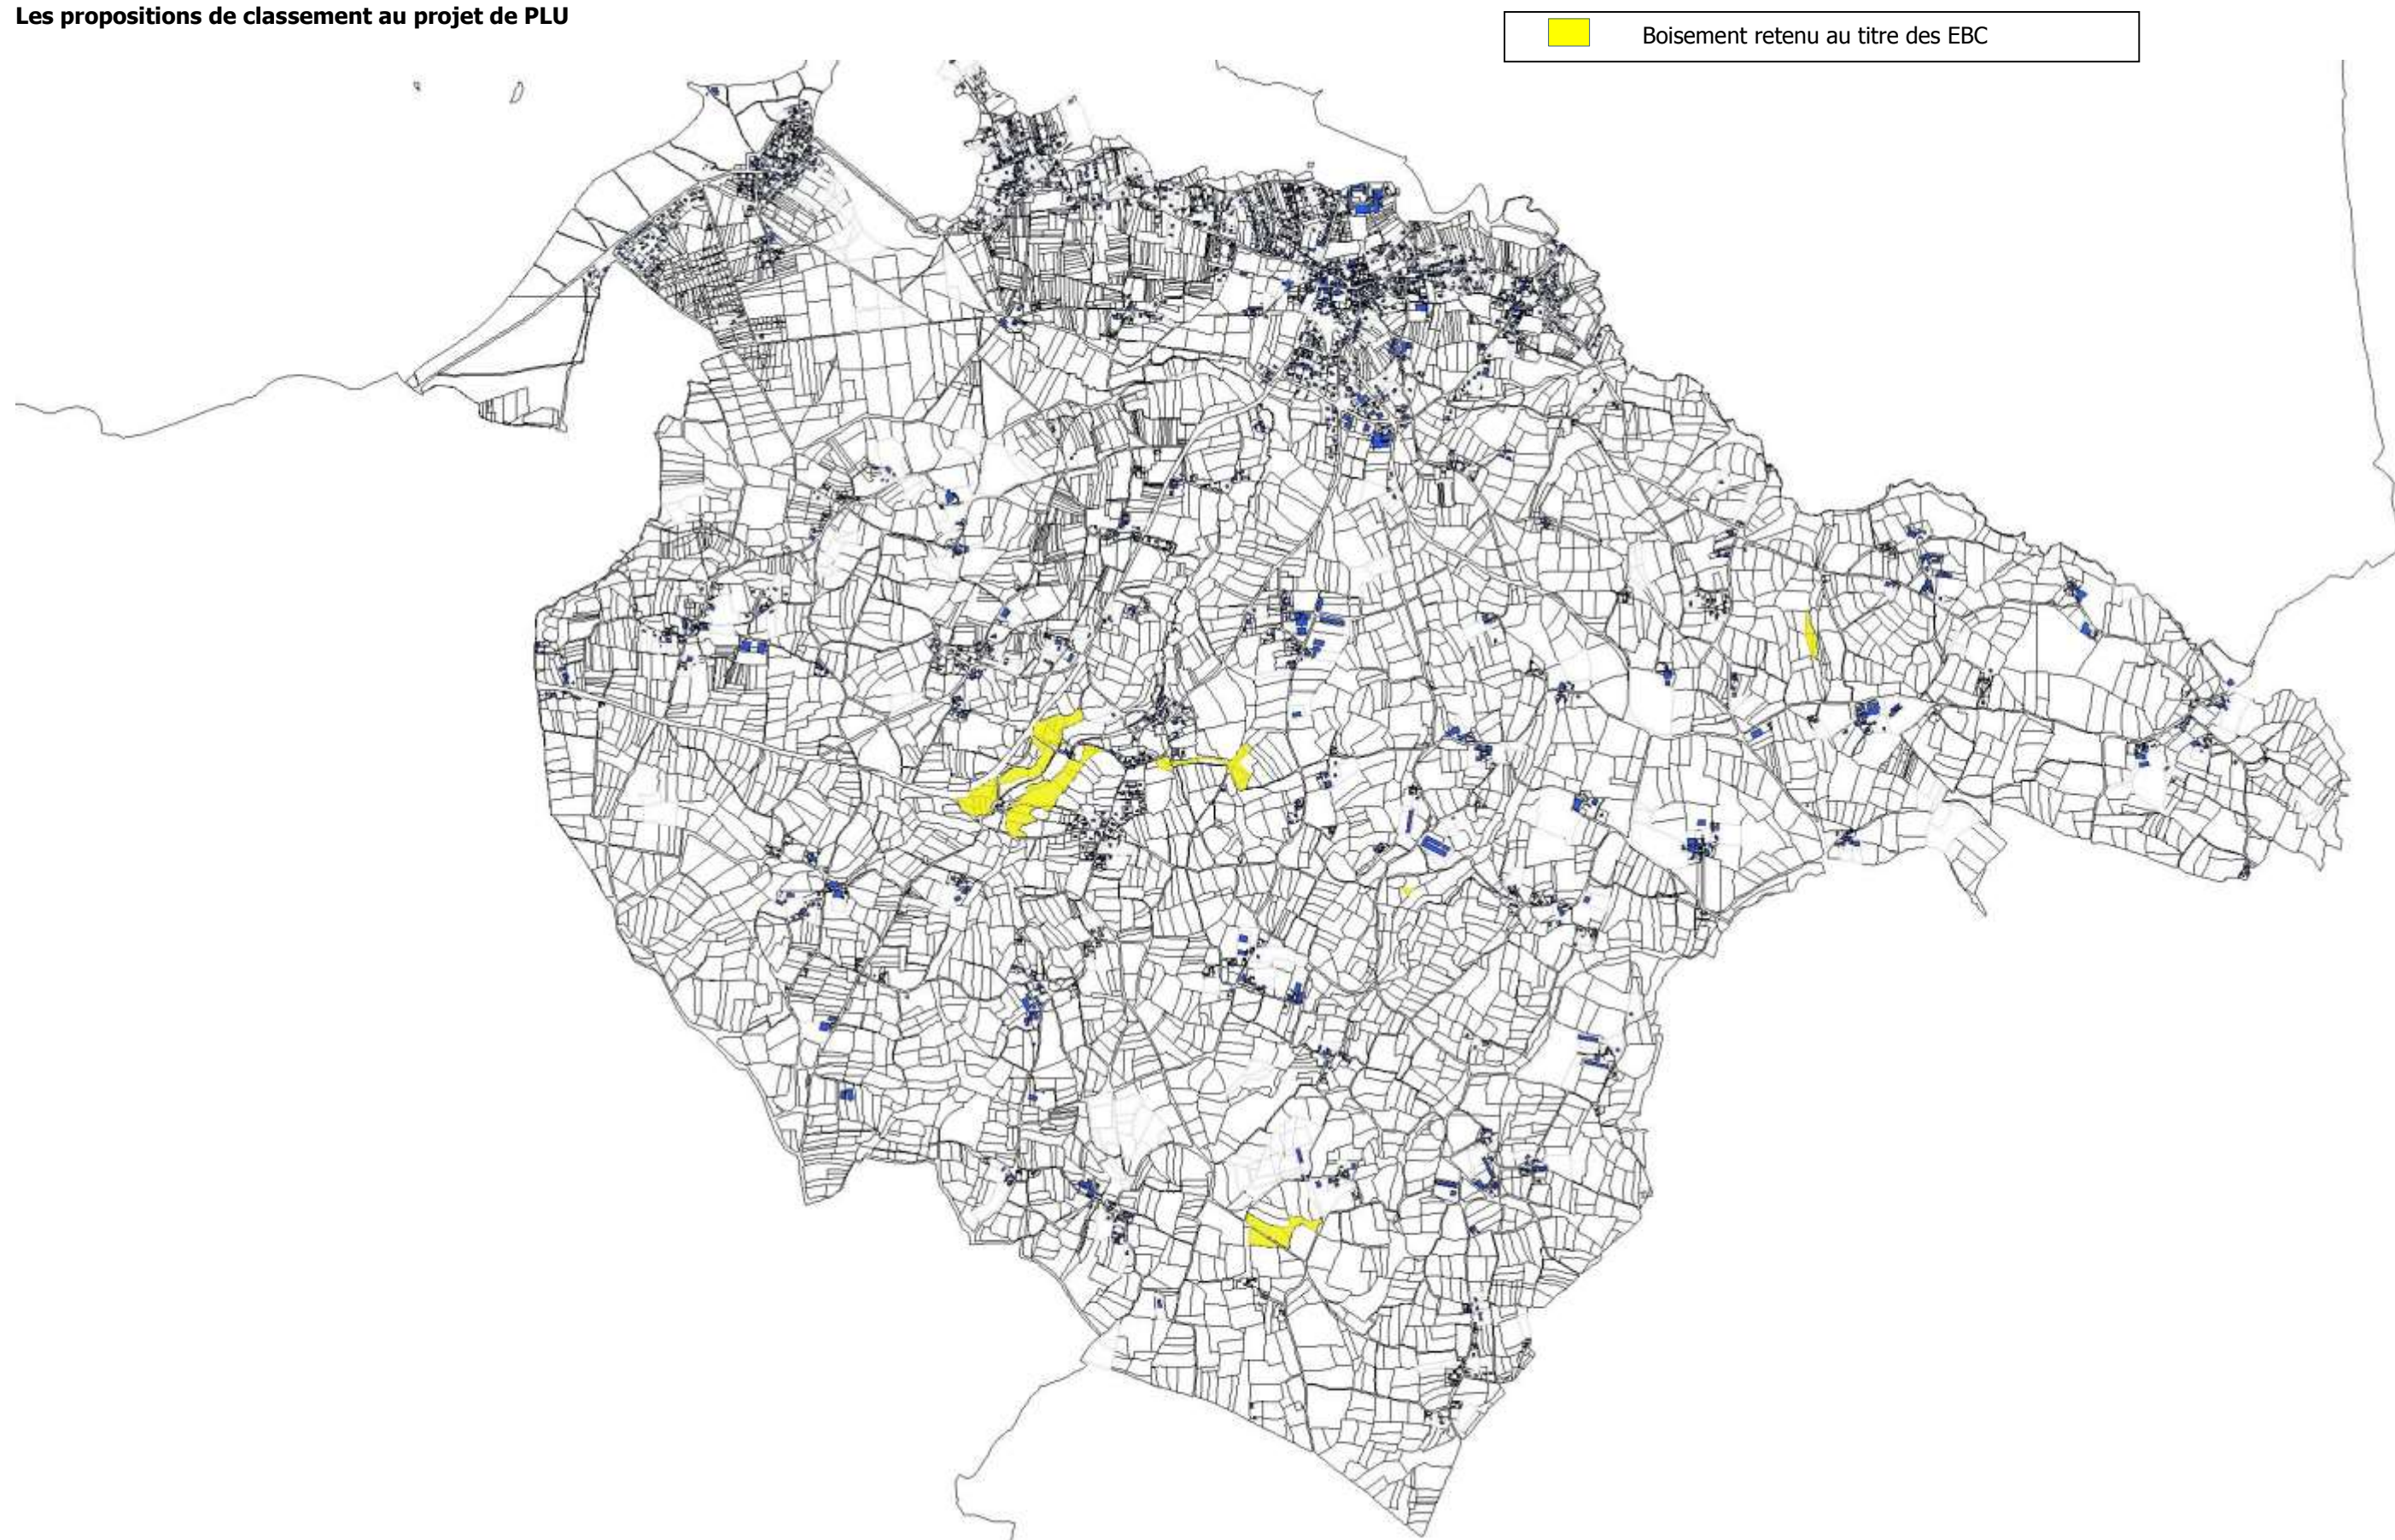 Les propositions de classement au projet de PLU
Boisement retenu au titre des EBC